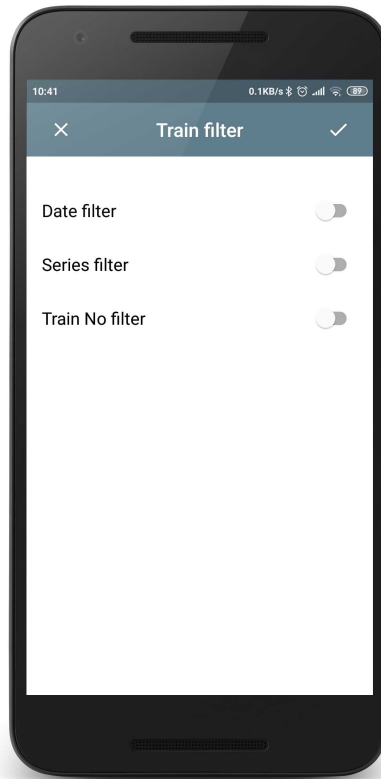 10:41 0.1KB/s 89
Train filter
Date filter
Series filter
Train No filter